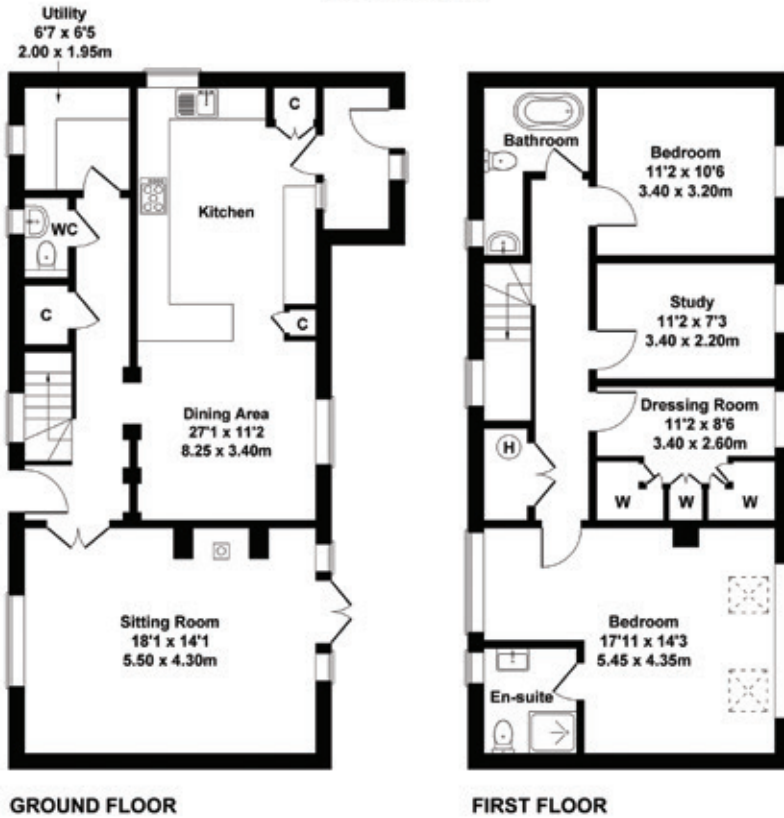 Utility
6'7 x 6'5
2.00 x 1.95m
C
Kitchen
WC
C
C
Dining Area
27'1 x 11'2
8.25 x 3.40m
Sitting Room
18'1 x 14'1
5.50 x 4.30m
GROUND FLOOR
Bathroom
Bedroom
11'2 x 10'6
3.40 x 3.20m
Study
11'2 x 7'3
3.40 x 2.20m
Dressing Room
11'2 x 8'6
3.40 x 2.60m
H
W
W
W
Bedroom
17'11 x 14'3
5.45 x 4.35m
En-suite
FIRST FLOOR